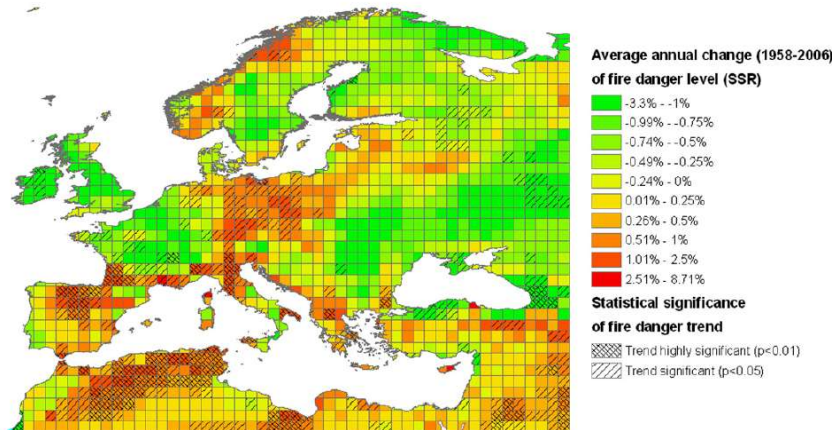 Average annual change (1958-2006)
of fire danger level (SSR)
-3.3% - -1%
-0.99% - -0.75%
-0.74% - -0.5%
-0.49% - -0.25%
-0.24% - 0%
0.01% - 0.25%
0.26% - 0.5%
0.51% - 1%
1.01% - 2.5%
2.51% - 8.71%
Statistical significance
of fire danger trend
Trend highly significant (p<0.01)
Trend significant (p<0.05)